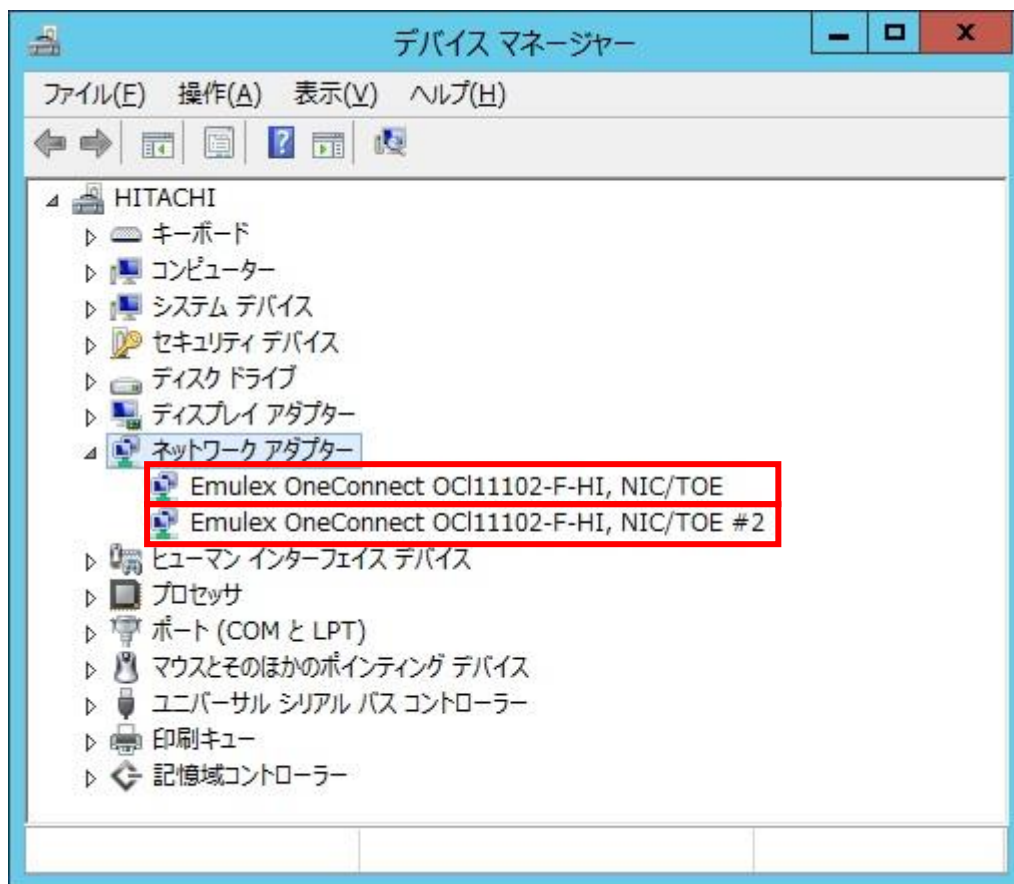 デバイス マネージャー
ファイル(F) 操作(A) 表示(V) ヘルプ(H)
HITACHI
キーボード
コンピューター
システム デバイス
セキュリティ デバイス
ディスク ドライブ
ディスプレイ アダプター
ネットワーク アダプター
Emulex OneConnect OCl11102-F-HI, NIC/TOE
Emulex OneConnect OCl11102-F-HI, NIC/TOE #2
ヒューマン インターフェイス デバイス
プロセッサ
ポート (COM と LPT)
マウスとそのほかのポインティング デバイス
ユニバーサル シリアル バス コントローラー
印刷キュー
記憶域コントローラー